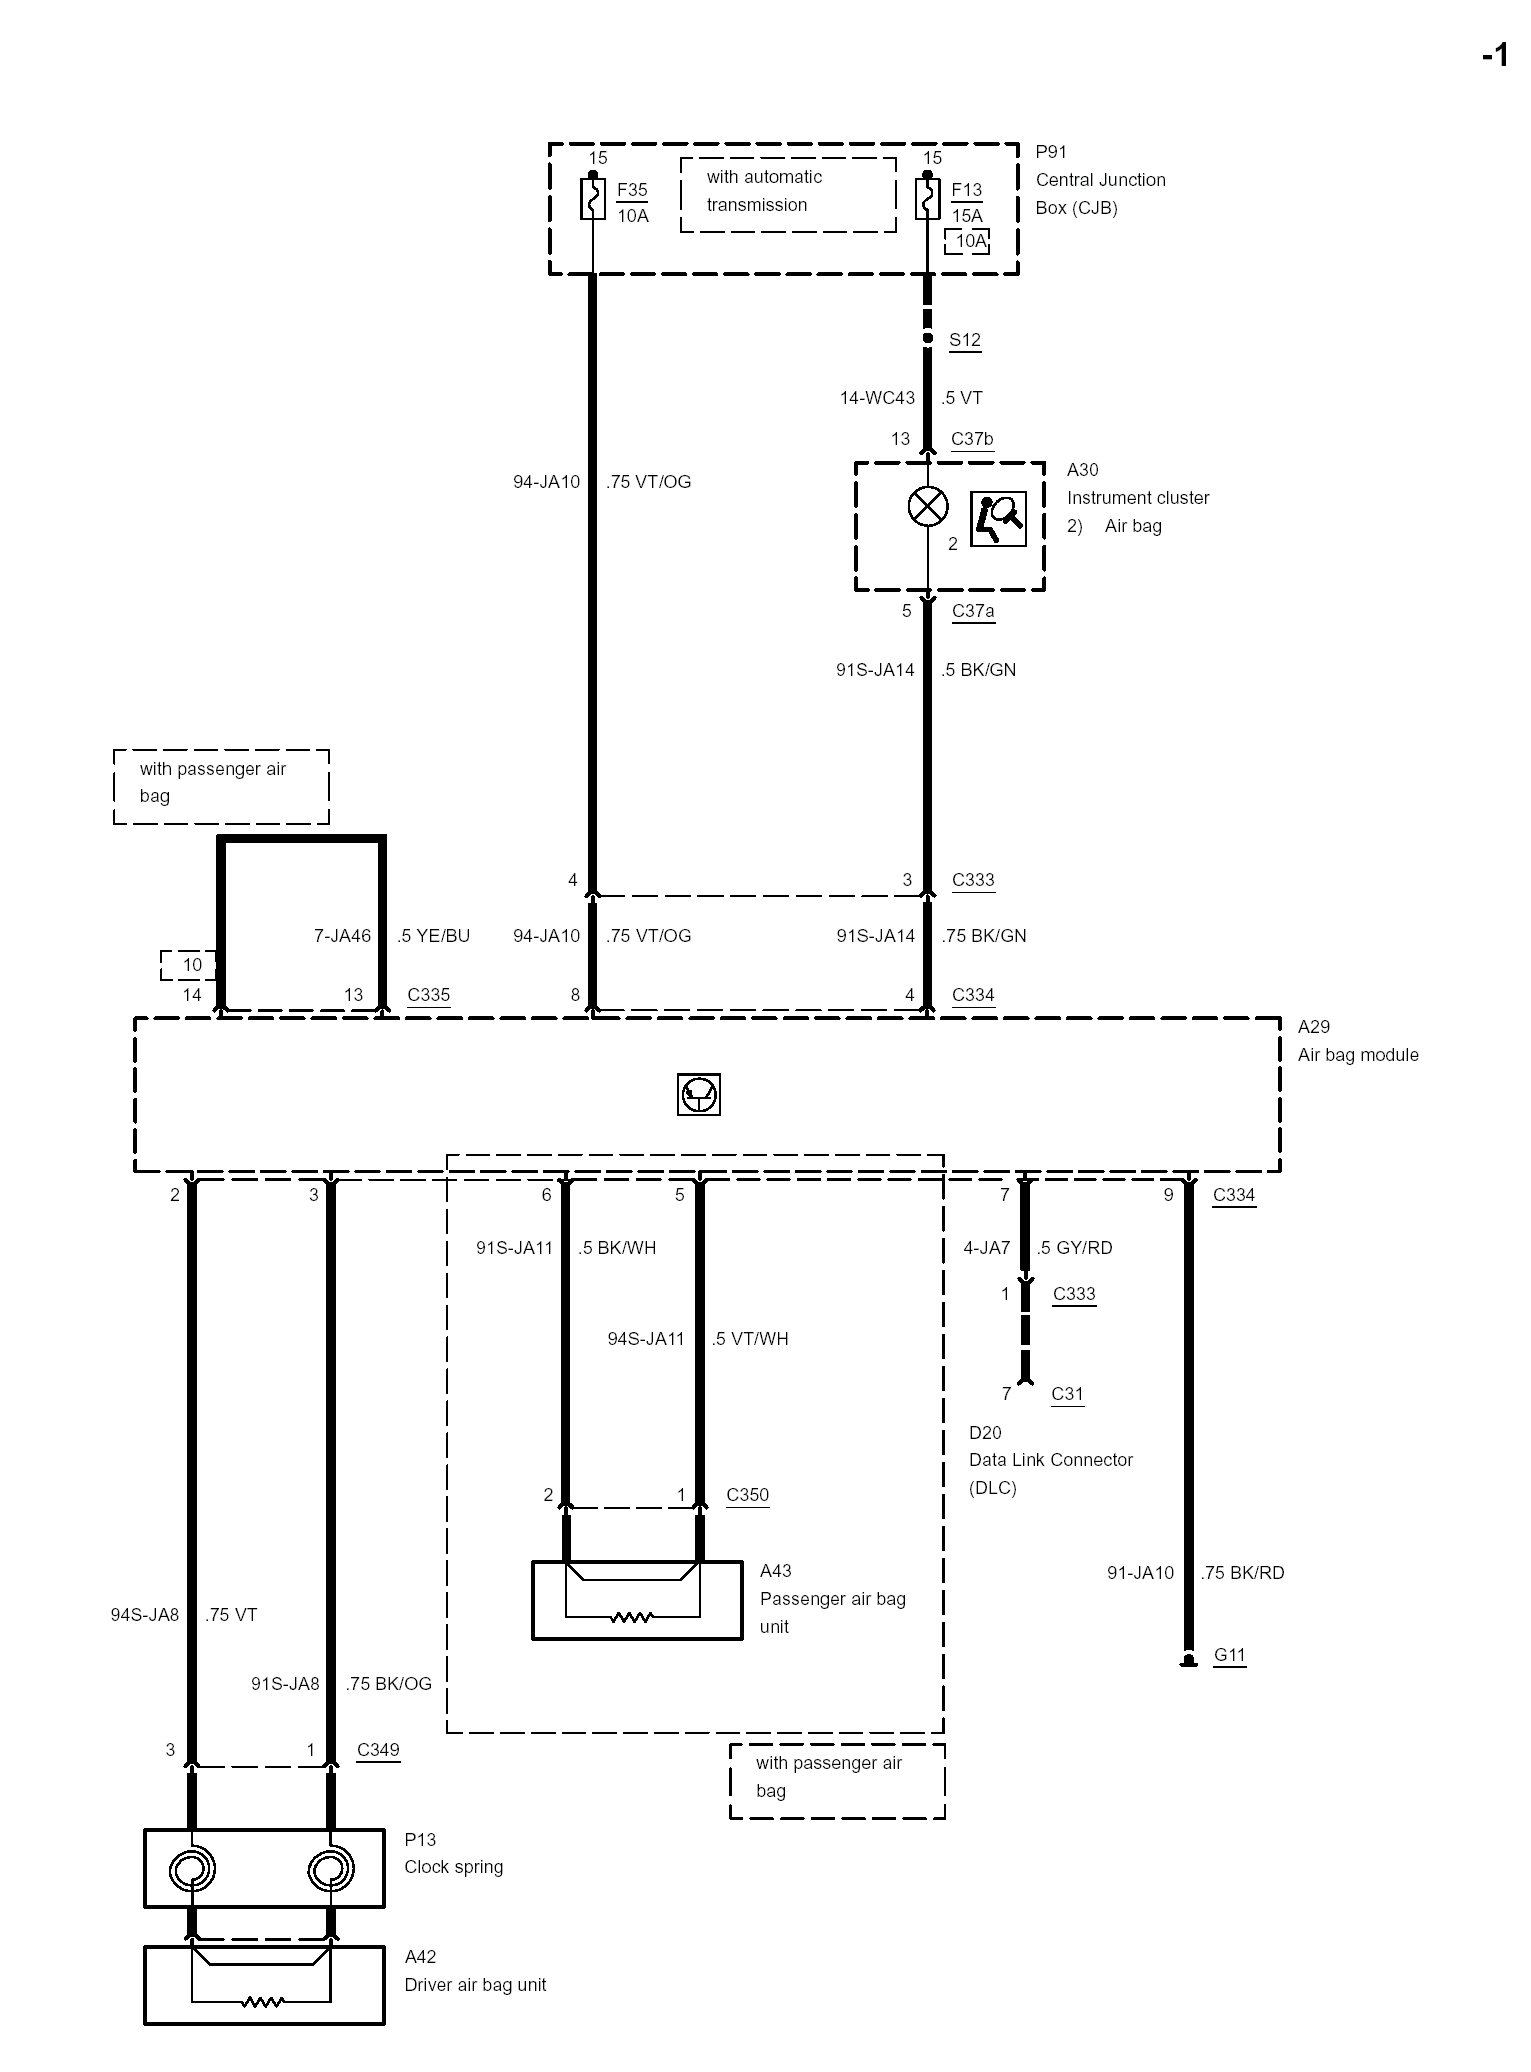 -1
15
with automatic
transmission
15
P91
Central Junction
Box (CJB)
F35
10A
F13
15A
10A
S12
14-WC43 .5 VT
13 C37b
A30
Instrument cluster
2) Air bag
2
94-JA10 .75 VT/OG
5 C37a
91S-JA14 .5 BK/GN
with passenger air
bag
4 3 C333
7-JA46 .5 YE/BU 94-JA10 .75 VT/OG 91S-JA14 .75 BK/GN
10
14 13 C335 8 4 C334
A29
Air bag module
2 3 6 5 7 9 C334
91S-JA11 .5 BK/WH 4-JA7 .5 GY/RD
1 C333
94S-JA11 .5 VT/WH
7 C31
D20
Data Link Connector
(DLC)
2 1 C350
A43
Passenger air bag
unit
91-JA10 .75 BK/RD
94S-JA8 .75 VT
G11
91S-JA8 .75 BK/OG
3 1 C349
with passenger air
bag
P13
Clock spring
A42
Driver air bag unit